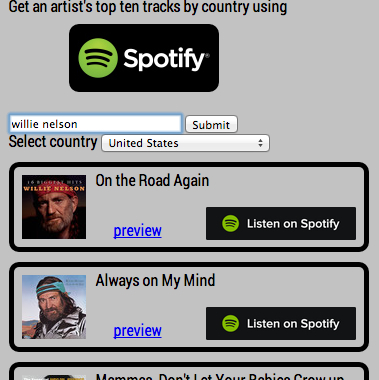 Get an artist's top ten tracks by country using
Spotify
willie nelson Submit
Select country United States
16 BIGGEST HITS
WILLIE NELSON
On the Road Again
preview
Listen on Spotify
Always on My Mind
preview
Listen on Spotify
Mammas, Don't Let Your Babies Grow up